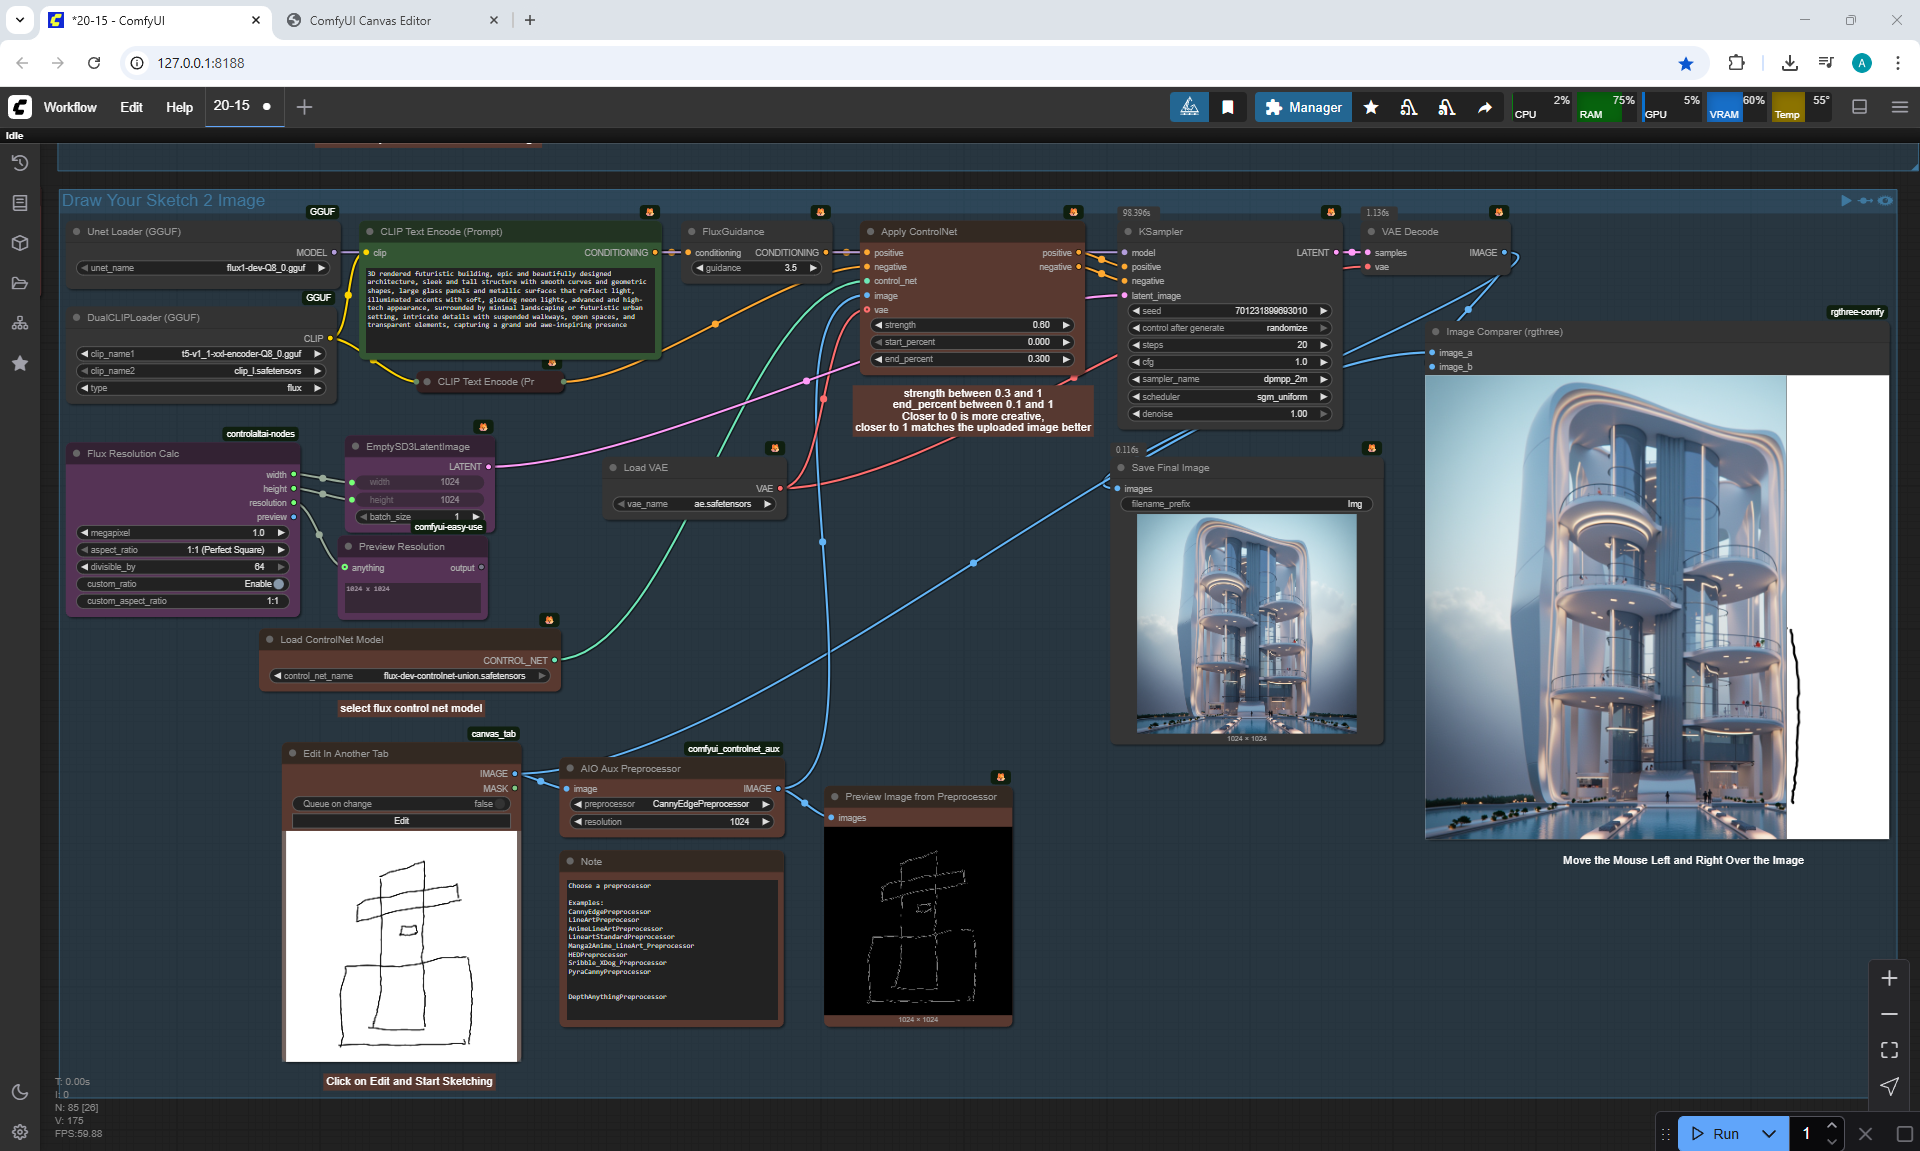 *20-15 - ComfyUI
ComfyUI Canvas Editor
127.0.0.1:8188
A
Workflow
Edit
Help
20-15
Manager
CPU 2%
RAM 75%
GPU 5%
VRAM 60%
Temp 55°
Idle
Draw Your Sketch 2 Image
GGUF
Unet Loader (GGUF)
MODEL
unet_name flux1-dev-Q8_0.gguf
GGUF
DualCLIPLoader (GGUF)
CLIP
clip_name1 t5-v1_1-xxl-encoder-Q8_0.gguf
clip_name2 clip_l.safetensors
type flux
CLIP Text Encode (Prompt)
clip CONDITIONING
3D rendered futuristic building, epic and beautifully designed
architecture, sleek and tall structure with smooth curves and geometric
shapes, large glass panels and metallic surfaces that reflect light,
illuminated accents with soft, glowing neon lights, advanced and high-
tech appearance, surrounded by minimal landscaping or futuristic urban
setting, intricate details with suspended walkways, open spaces, and
transparent elements, capturing a grand and awe-inspiring presence
CLIP Text Encode (Pr
FluxGuidance
conditioning CONDITIONING
guidance 3.5
Apply ControlNet
positive positive
negative negative
control_net
image
vae
strength 0.60
start_percent 0.000
end_percent 0.300
strength between 0.3 and 1
end_percent between 0.1 and 1
Closer to 0 is more creative,
closer to 1 matches the uploaded image better
98.396s
KSampler
model LATENT
positive
negative
latent_image
seed 701231899693010
control after generate randomize
steps 20
cfg 1.0
sampler_name dpmpp_2m
scheduler sgm_uniform
denoise 1.00
1.136s
VAE Decode
samples IMAGE
vae
rgthree-comfy
Image Comparer (rgthree)
image_a
image_b
Move the Mouse Left and Right Over the Image
controlaltai-nodes
Flux Resolution Calc
width
height
resolution
preview
megapixel 1.0
aspect_ratio 1:1 (Perfect Square)
divisible_by 64
custom_ratio Enable
custom_aspect_ratio 1:1
EmptySD3LatentImage
LATENT
width 1024
height 1024
batch_size 1
comfyui-easy-use
Preview Resolution
anything output
1024 x 1024
Load VAE
VAE
vae_name ae.safetensors
0.116s
Save Final Image
images
filename_prefix Img
1024 × 1024
Load ControlNet Model
CONTROL_NET
control_net_name flux-dev-controlnet-union.safetensors
select flux control net model
canvas_tab
Edit In Another Tab
IMAGE
MASK
Queue on change false
Edit
Click on Edit and Start Sketching
comfyui_controlnet_aux
AIO Aux Preprocessor
image IMAGE
preprocessor CannyEdgePreprocessor
resolution 1024
Note
Choose a preprocessor
Examples:
CannyEdgePreprocessor
LineArtPreprocesor
AnimeLineArtPreprocessor
LineartStandardPreprocessor
Manga2Anime_LineArt_Preprocessor
HEDPreprocessor
Sribble_XDog_Preprocessor
PyraCannyPreprocessor
DepthAnythingPreprocessor
Preview Image from Preprocessor
images
1024 × 1024
T: 0.00s
I: 0
N: 85 [26]
V: 175
FPS:59.88
Run
1